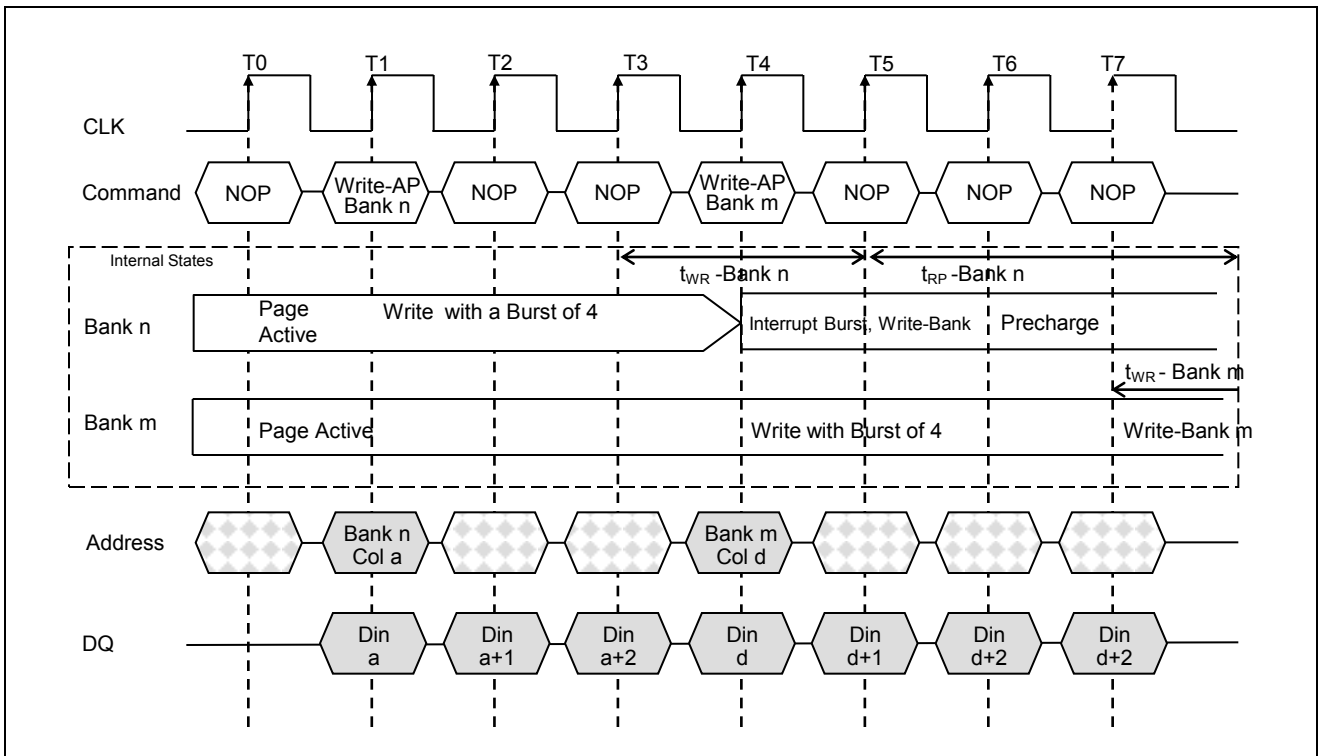 T0 T1 T2 T3 T4 T5 T6 T7
CLK
Command NOP Write-AP Bank n NOP NOP Write-AP Bank m NOP NOP NOP
Internal States
tWR -Bank n tRP -Bank n
Bank n Page Active Write with a Burst of 4 Interrupt Burst, Write-Bank Precharge
tWR - Bank m
Bank m Page Active Write with Burst of 4 Write-Bank m
Address Bank n Col a Bank m Col d
DQ Din a Din a+1 Din a+2 Din d Din d+1 Din d+2 Din d+2